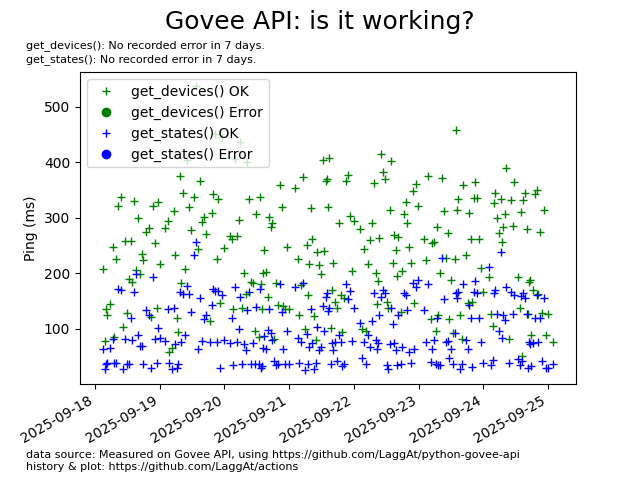 Govee API: is it working?
get_devices(): No recorded error in 7 days.
get_states(): No recorded error in 7 days.
get_devices() OK
get_devices() Error
get_states() OK
get_states() Error
Ping (ms)
500
400
300
200
100
2025-09-18
2025-09-19
2025-09-20
2025-09-21
2025-09-22
2025-09-23
2025-09-24
2025-09-25
data source: Measured on Govee API, using https://github.com/LaggAt/python-govee-api
history & plot: https://github.com/LaggAt/actions